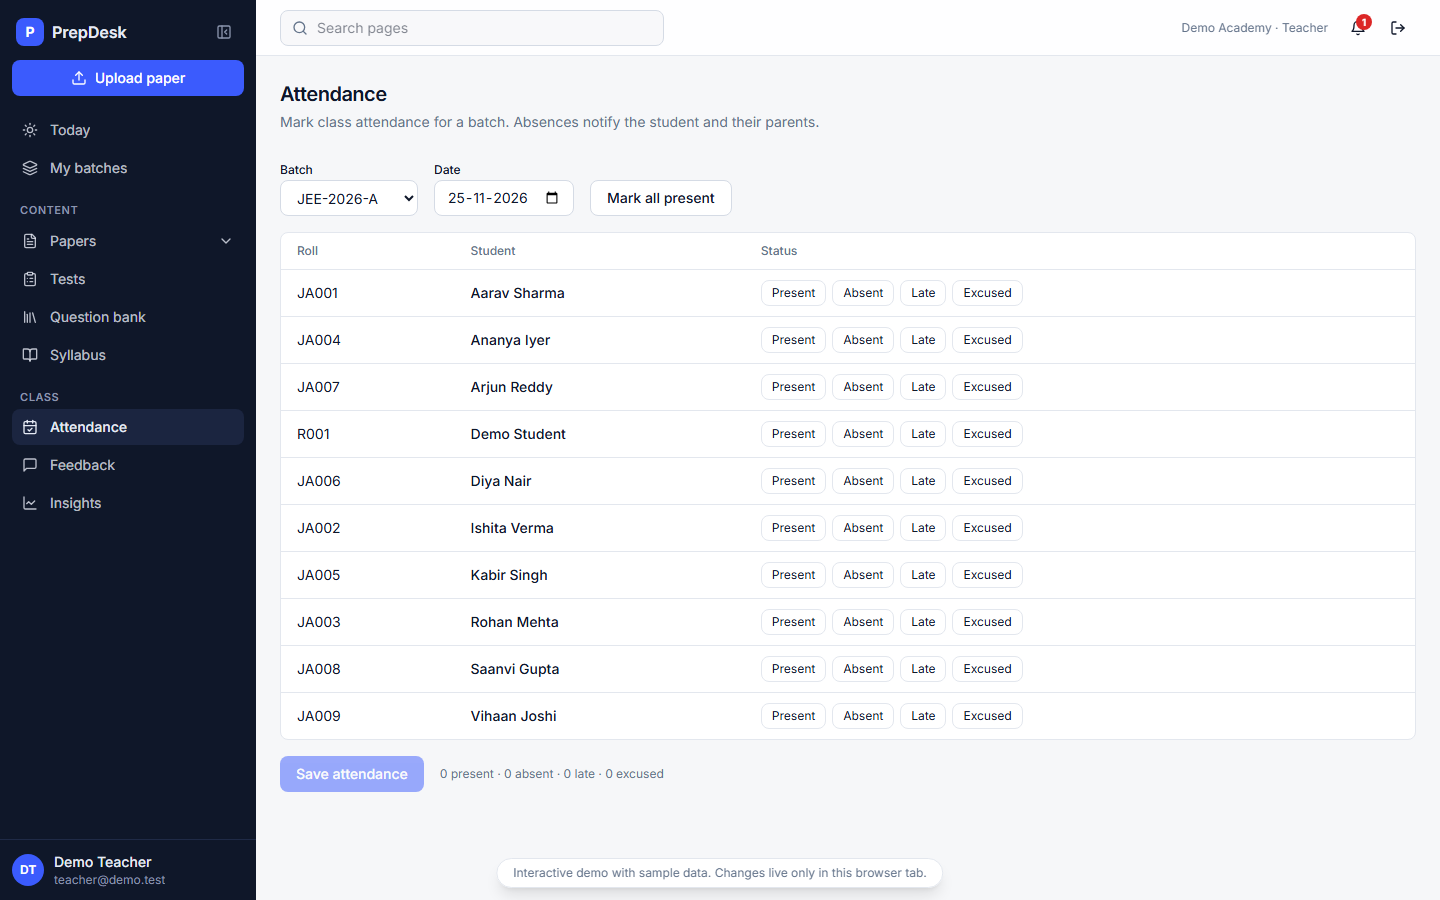 P PrepDesk
Upload paper
Today
My batches
CONTENT
Papers
Tests
Question bank
Syllabus
CLASS
Attendance
Feedback
Insights
DT
Demo Teacher
teacher@demo.test
Search pages
Demo Academy · Teacher
1
Attendance
Mark class attendance for a batch. Absences notify the student and their parents.
Batch
JEE-2026-A
Date
25-11-2026
Mark all present
Roll Student Status
JA001 Aarav Sharma Present Absent Late Excused
JA004 Ananya Iyer Present Absent Late Excused
JA007 Arjun Reddy Present Absent Late Excused
R001 Demo Student Present Absent Late Excused
JA006 Diya Nair Present Absent Late Excused
JA002 Ishita Verma Present Absent Late Excused
JA005 Kabir Singh Present Absent Late Excused
JA003 Rohan Mehta Present Absent Late Excused
JA008 Saanvi Gupta Present Absent Late Excused
JA009 Vihaan Joshi Present Absent Late Excused
Save attendance 0 present · 0 absent · 0 late · 0 excused
Interactive demo with sample data. Changes live only in this browser tab.